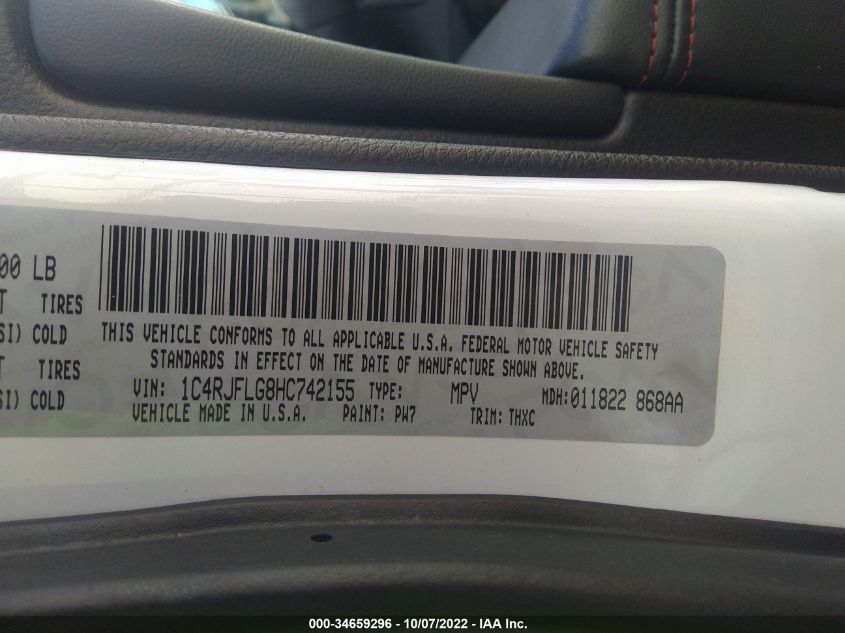 00 LB
T TIRES
SI) COLD
T TIRES
SI) COLD
THIS VEHICLE CONFORMS TO ALL APPLICABLE U.S.A. FEDERAL MOTOR VEHICLE SAFETY
STANDARDS IN EFFECT ON THE DATE OF MANUFACTURE SHOWN ABOVE.
VIN: 1C4RJFLG8HC742155 TYPE: MPV MDH:011822 868AA
VEHICLE MADE IN U.S.A. PAINT: PW7 TRIM: THXC
000-34659296 - 10/07/2022 - IAA Inc.